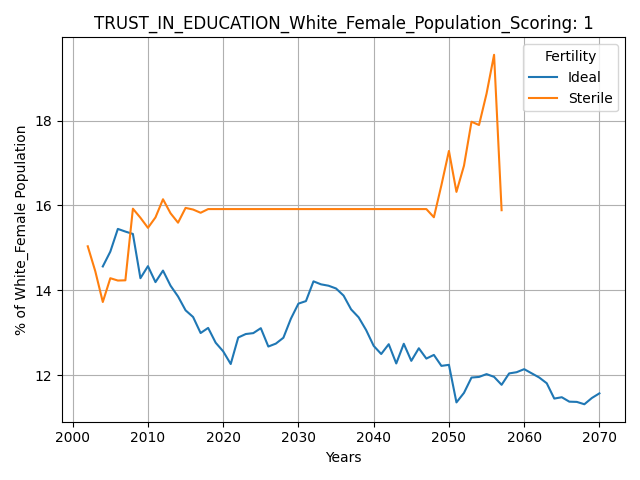 TRUST_IN_EDUCATION_White_Female_Population_Scoring: 1
Fertility
Ideal
Sterile
% of White_Female Population
18
16
14
12
2000 2010 2020 2030 2040 2050 2060 2070
Years